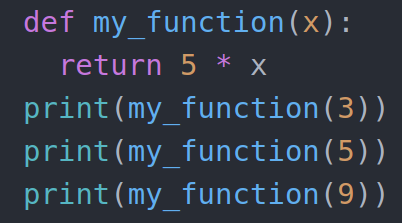 def my_function(x):
  return 5 * x
print(my_function(3))
print(my_function(5))
print(my_function(9))